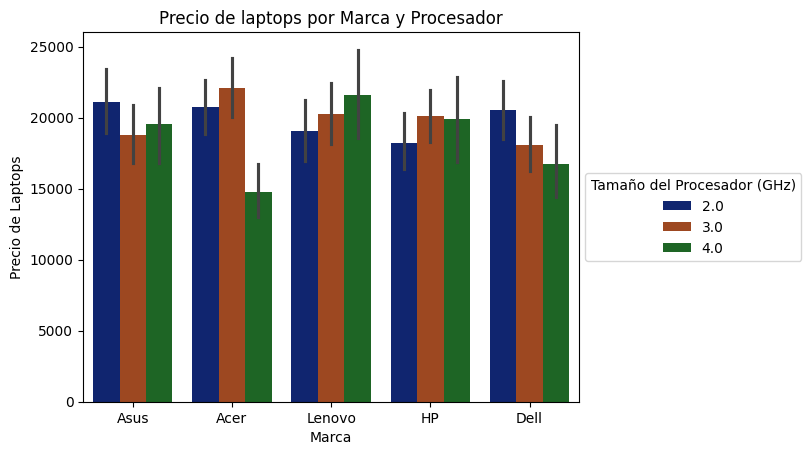 Precio de laptops por Marca y Procesador
Precio de Laptops
25000
20000
15000
10000
5000
0
Asus
Acer
Lenovo
HP
Dell
Marca
Tamaño del Procesador (GHz)
2.0
3.0
4.0